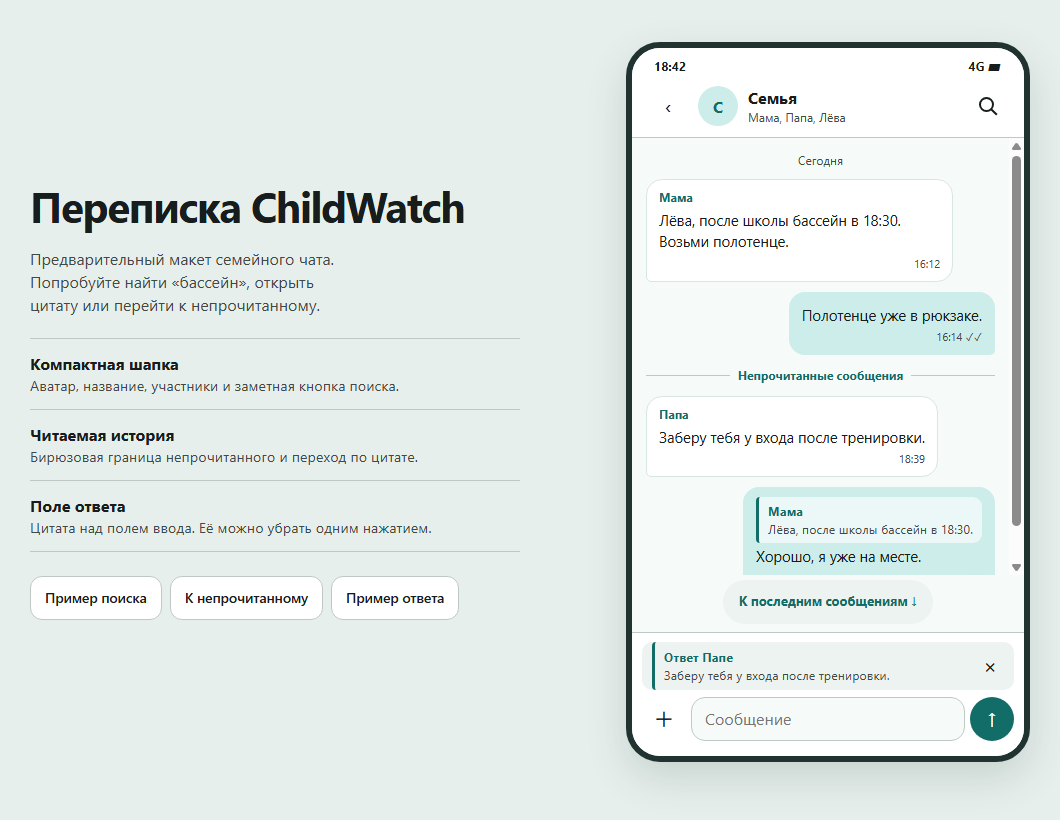 Переписка ChildWatch
Предварительный макет семейного чата.
Попробуйте найти «бассейн», открыть
цитату или перейти к непрочитанному.
Компактная шапка
Аватар, название, участники и заметная кнопка поиска.
Читаемая история
Бирюзовая граница непрочитанного и переход по цитате.
Поле ответа
Цитата над полем ввода. Её можно убрать одним нажатием.
Пример поиска
К непрочитанному
Пример ответа
18:42
4G
С
Семья
Мама, Папа, Лёва
Сегодня
Мама
Лёва, после школы бассейн в 18:30.
Возьми полотенце.
16:12
Полотенце уже в рюкзаке.
16:14 ✓✓
Непрочитанные сообщения
Папа
Заберу тебя у входа после тренировки.
18:39
Мама
Лёва, после школы бассейн в 18:30.
Хорошо, я уже на месте.
К последним сообщениям ↓
Ответ Папе
Заберу тебя у входа после тренировки.
Сообщение